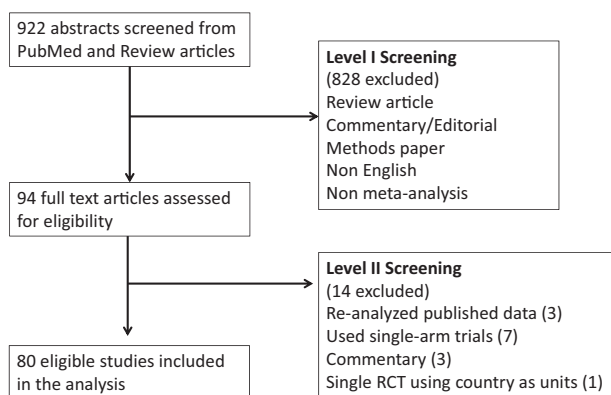 922 abstracts screened from
PubMed and Review articles
Level I Screening
(828 excluded)
Review article
Commentary/Editorial
Methods paper
Non English
Non meta-analysis
94 full text articles assessed
for eligibility
Level II Screening
(14 excluded)
Re-analyzed published data (3)
Used single-arm trials (7)
Commentary (3)
Single RCT using country as units (1)
80 eligible studies included
in the analysis